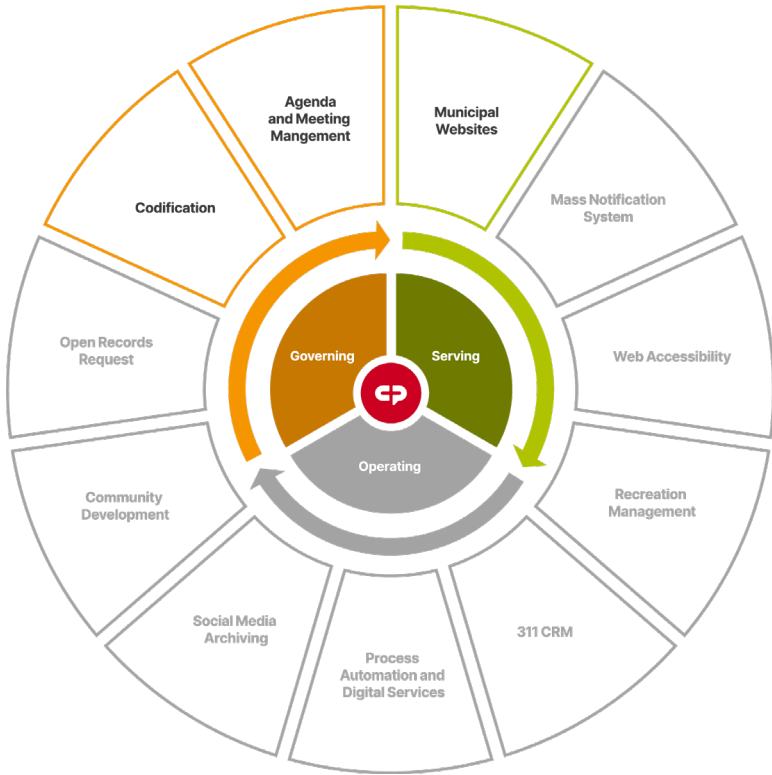 Agenda
and Meeting
Mangement
Municipal
Websites
Codification
Mass Notification
System
Open Records
Request
Governing
Serving
Web Accessibility
Operating
Community
Development
Recreation
Management
Social Media
Archiving
311 CRM
Process
Automation and
Digital Services